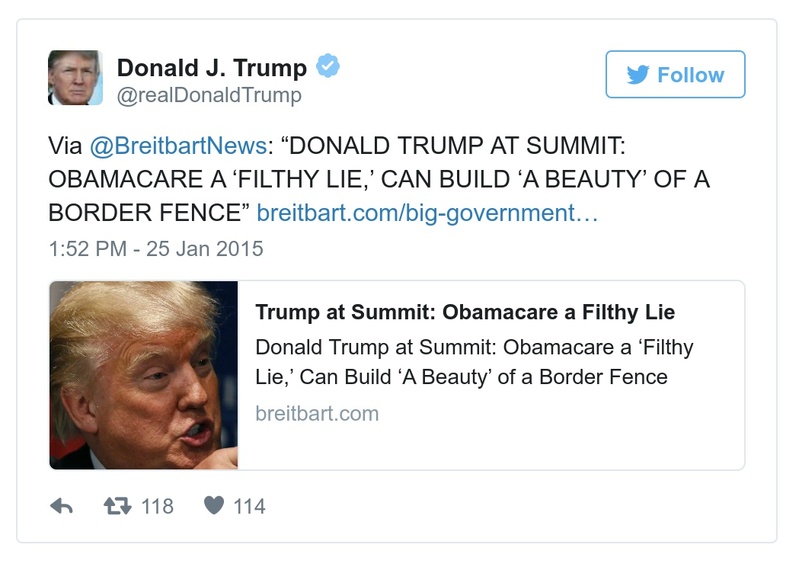 Donald J. Trump
@realDonaldTrump
Follow
Via @BreitbartNews: “DONALD TRUMP AT SUMMIT:
OBAMACARE A ‘FILTHY LIE,’ CAN BUILD ‘A BEAUTY’ OF A
BORDER FENCE” breitbart.com/big-government…
1:52 PM - 25 Jan 2015
Trump at Summit: Obamacare a Filthy Lie
Donald Trump at Summit: Obamacare a ‘Filthy
Lie,’ Can Build ‘A Beauty’ of a Border Fence
breitbart.com
118 114